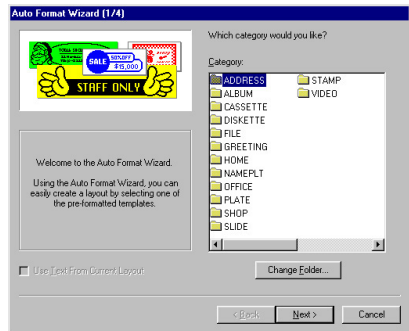 Auto Format Wizard (1/4)
SALE
50%OFF
$15,000
STAFF ONLY
Welcome to the Auto Format Wizard.
Using the Auto Format Wizard, you can
easily create a layout by selecting one of
the pre-formatted templates.
Which category would you like?
Category:
ADDRESS
ALBUM
CASSETTE
DISKETTE
FILE
GREETING
HOME
NAMEPLT
OFFICE
PLATE
SHOP
SLIDE
STAMP
VIDEO
Change Folder...
Use Text From Current Layout
< Back
Next >
Cancel